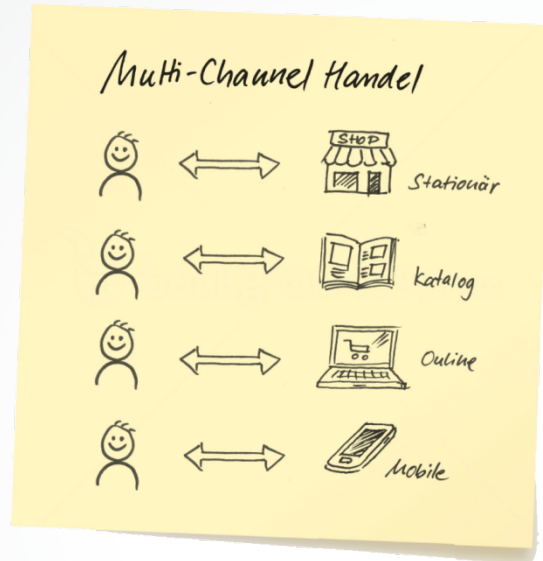 Multi-Channel Handel
SHOP
Stationär
Katalog
Online
Mobile